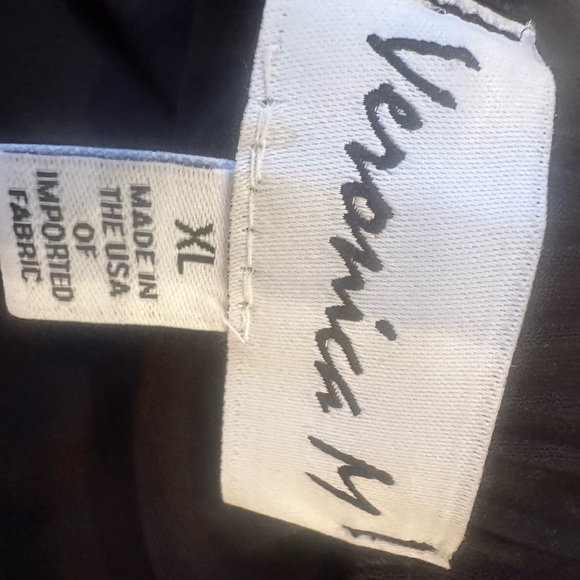 Veronica M
XL
MADE IN
THE USA
OF
IMPORTED
FABRIC